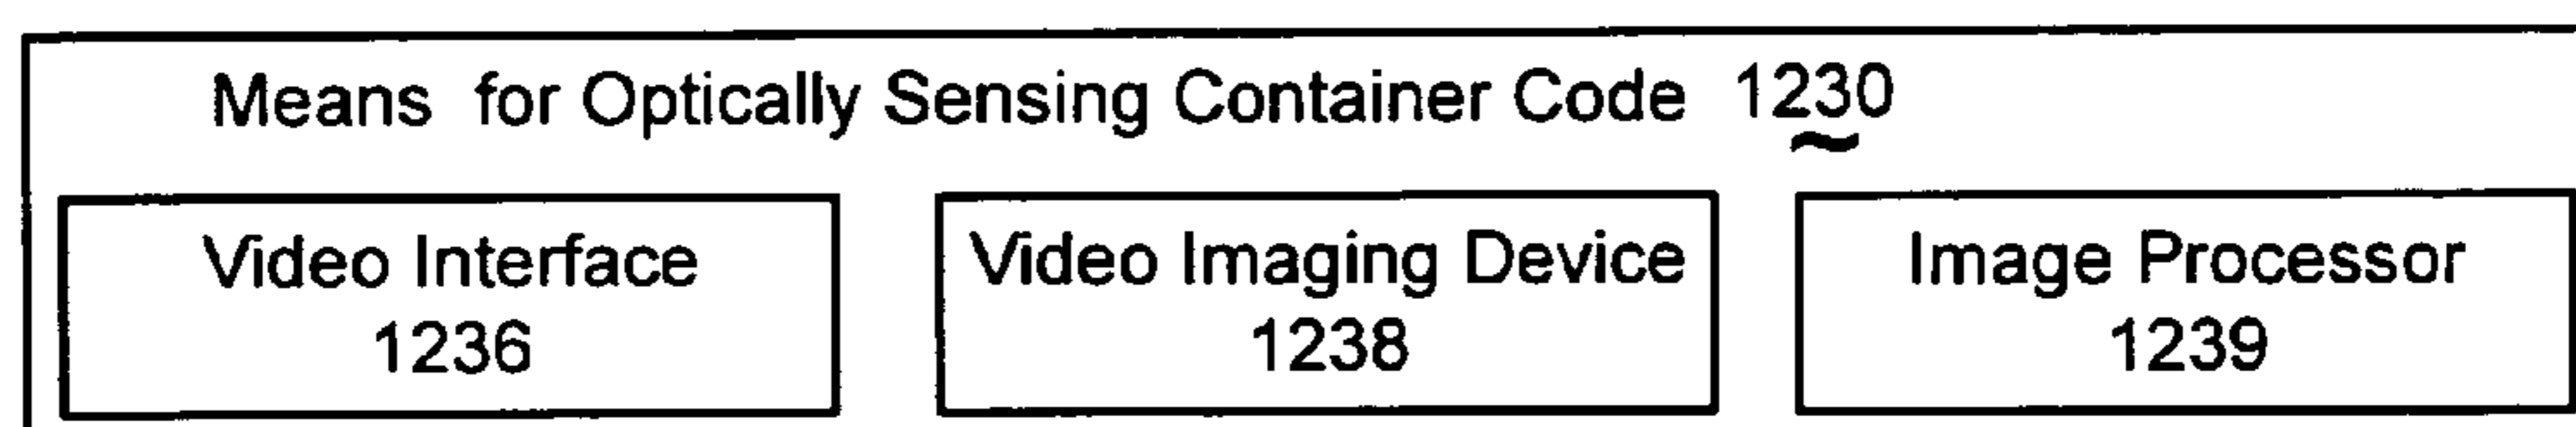 Means for Optically Sensing Container Code 1230
Video Interface
1236
Video Imaging Device
1238
Image Processor
1239